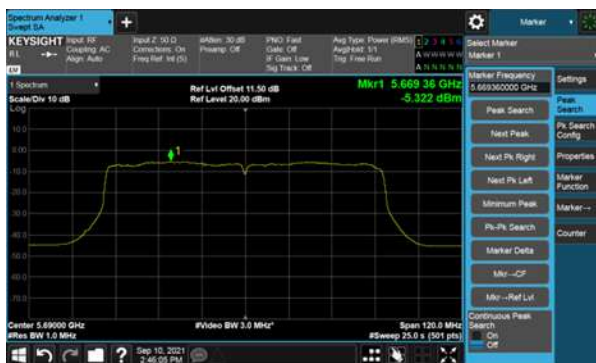 Spectrum Analyzer 1
Swept SA
Marker
KEYSIGHT
Input: RF
Coupling: AC
Align: Auto
Input Z: 50 Ω
Corrections: On
Freq Ref: Int (S)
Atten: 30 dB
Preamp: Off
PNO: Fast
Gate: Off
IF Gain: Low
Sig Track: Off
Avg Type: Power (RMS)
Avg|Hold: 1/1
Trig: Free Run
1 2 3 4 5 6
A W W W W W
A N N N N N
Select Marker
Marker 1
1 Spectrum
Scale/Div 10 dB
Log
Ref Lvl Offset 11.50 dB
Ref Level 20.00 dBm
Mkr1 5.669 36 GHz
-5.322 dBm
10.0
0.00
-10.0
-20.0
-30.0
-40.0
-50.0
-60.0
-70.0
1
Center 5.69000 GHz
#Res BW 1.0 MHz
#Video BW 3.0 MHz*
Span 120.0 MHz
#Sweep 25.0 s (501 pts)
Marker Frequency
5.669360000 GHz
Peak Search
Next Peak
Next Pk Right
Next Pk Left
Minimum Peak
Pk-Pk Search
Marker Delta
Mkr→CF
Mkr→Ref Lvl
Continuous Peak
Search
On
Off
Settings
Peak
Search
Pk Search
Config
Properties
Marker
Function
Marker→
Counter
Sep 10, 2021
2:46:05 PM